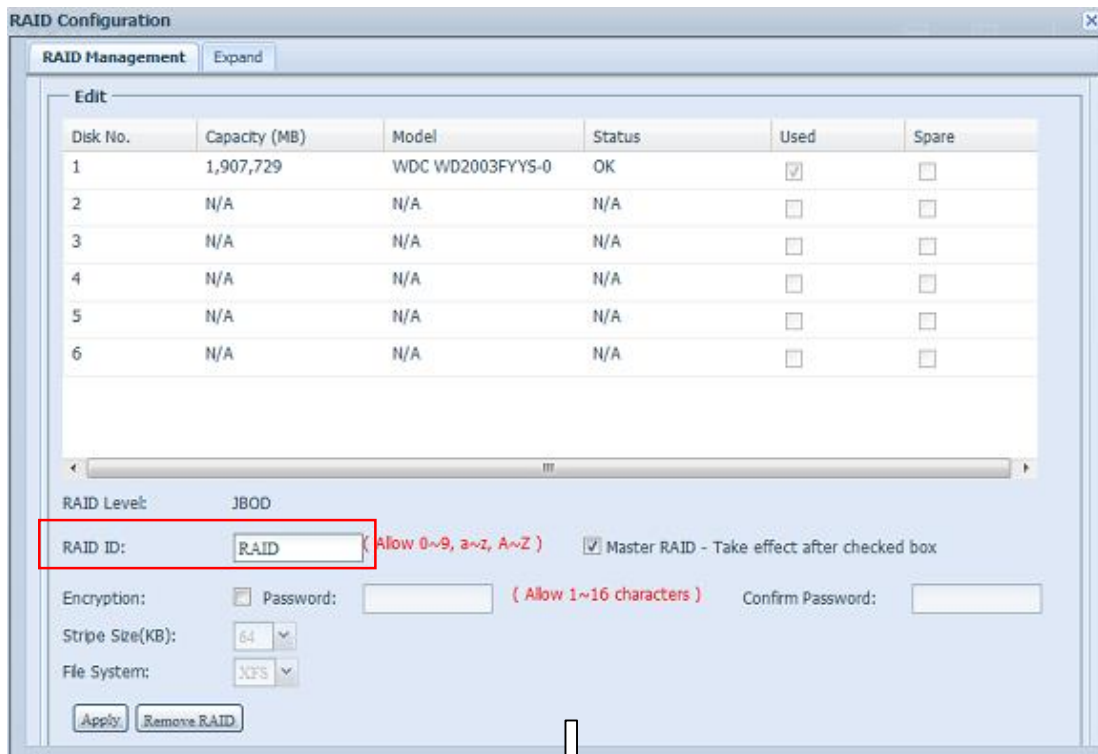 RAID Configuration
RAID Management Expand
Edit
Disk No. Capacity (MB) Model Status Used Spare
1 1,907,729 WDC WD2003FYYS-0 OK
2 N/A N/A N/A
3 N/A N/A N/A
4 N/A N/A N/A
5 N/A N/A N/A
6 N/A N/A N/A
RAID Level: JBOD
RAID ID: RAID ( Allow 0~9, a~z, A~Z ) Master RAID - Take effect after checked box
Encryption: Password: ( Allow 1~16 characters ) Confirm Password:
Stripe Size(KB): 64
File System: XFS
Apply Remove RAID